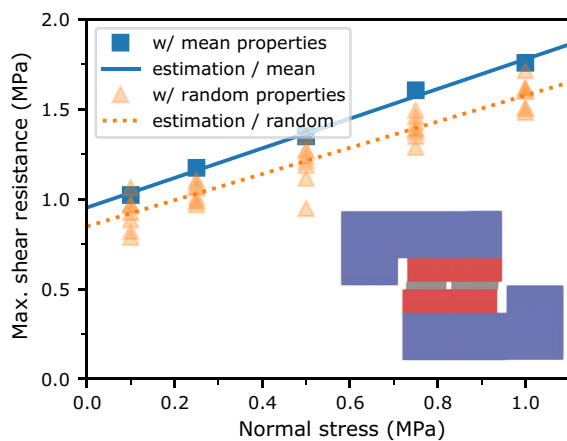 2.0
1.5
1.0
0.5
0.0
Max. shear resistance (MPa)
w/ mean properties
estimation / mean
w/ random properties
estimation / random
0.0 0.2 0.4 0.6 0.8 1.0
Normal stress (MPa)